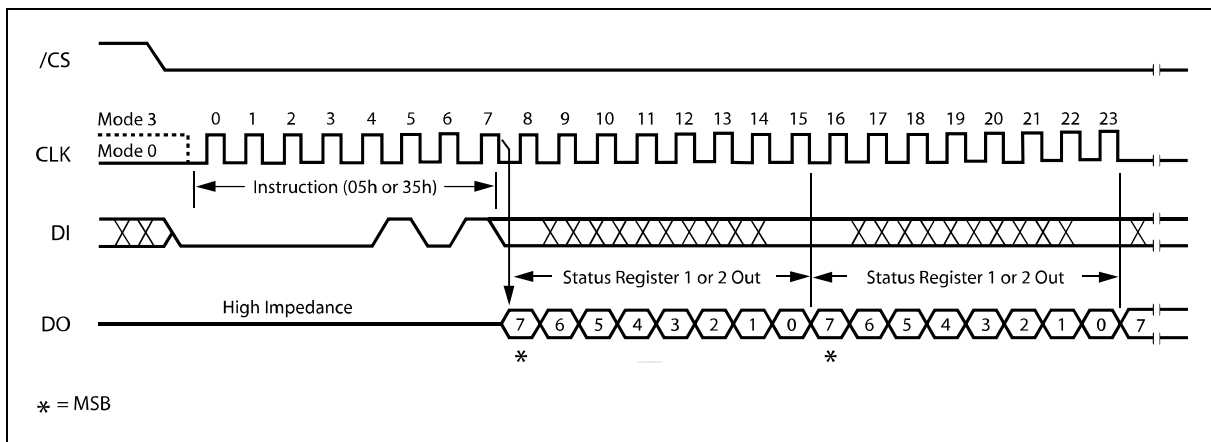 /CS
Mode 3
0 1 2 3 4 5 6 7 8 9 10 11 12 13 14 15 16 17 18 19 20 21 22 23
CLK
Mode 0
Instruction (05h or 35h)
DI
Status Register 1 or 2 Out
Status Register 1 or 2 Out
High Impedance
DO
7 6 5 4 3 2 1 0 7 6 5 4 3 2 1 0 7
* *
* = MSB